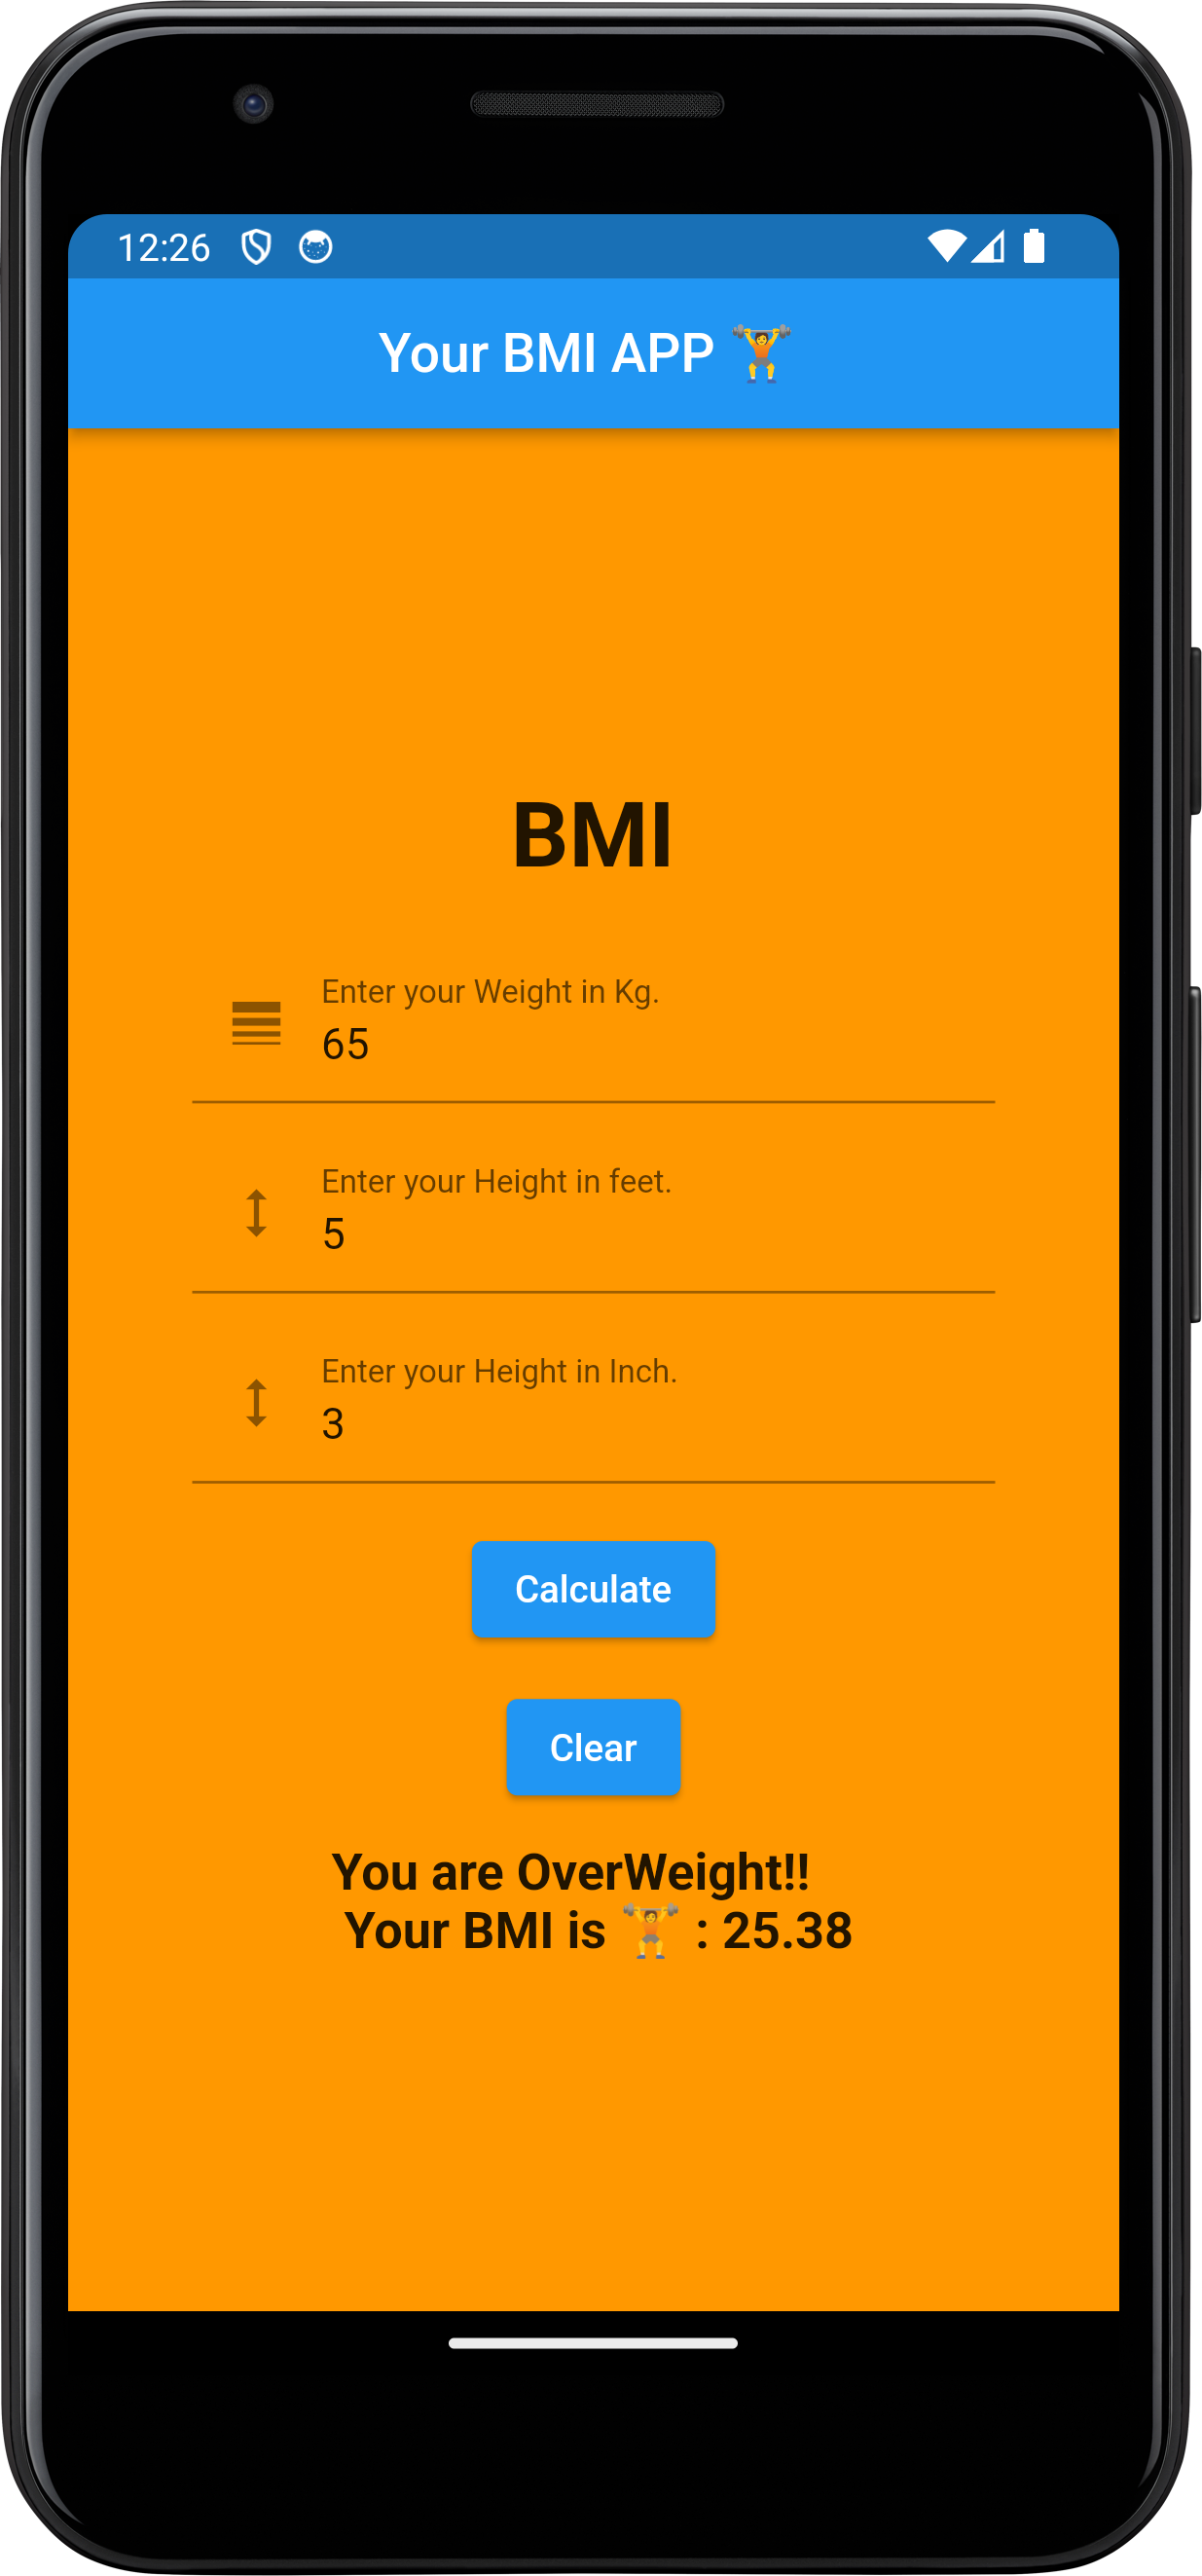 12:26
Your BMI APP 🏋️
BMI
Enter your Weight in Kg.
65
Enter your Height in feet.
5
Enter your Height in Inch.
3
Calculate
Clear
You are OverWeight!!
Your BMI is 🏋️ : 25.38